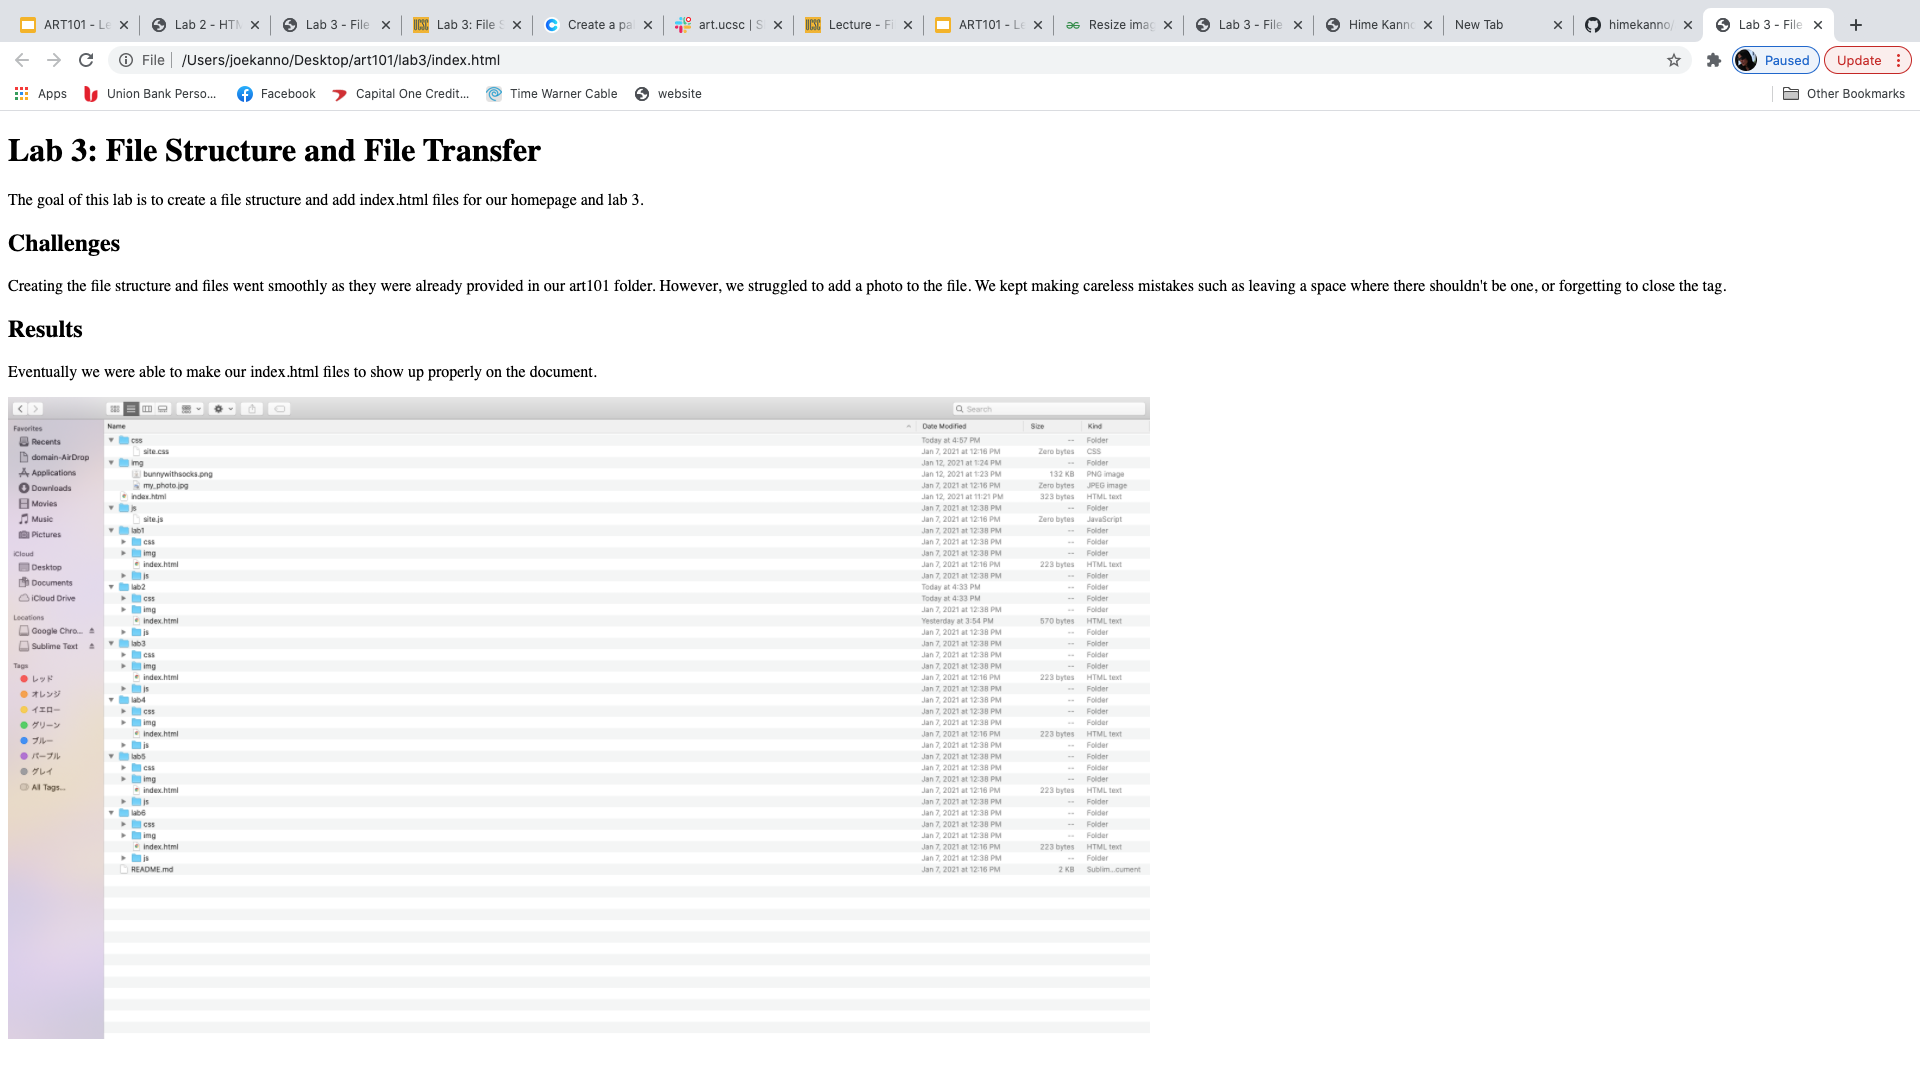 ART101 - Le
Lab 2 - HTM
Lab 3 - File
UCSC Lab 3: File S
Create a pa
art.ucsc | S
UCSC Lecture - Fi
ART101 - Le
Resize imag
Lab 3 - File
Hime Kanno
New Tab
himekanno/
Lab 3 - File
File /Users/joekanno/Desktop/art101/lab3/index.html
Paused
Update
Apps
Union Bank Perso...
Facebook
Capital One Credit...
Time Warner Cable
website
Other Bookmarks
Lab 3: File Structure and File Transfer
The goal of this lab is to create a file structure and add index.html files for our homepage and lab 3.
Challenges
Creating the file structure and files went smoothly as they were already provided in our art101 folder. However, we struggled to add a photo to the file. We kept making careless mistakes such as leaving a space where there shouldn't be one, or forgetting to close the tag.
Results
Eventually we were able to make our index.html files to show up properly on the document.
Search
Favorites
Recents
domain-AirDrop
Applications
Downloads
Movies
Music
Pictures
iCloud
Desktop
Documents
iCloud Drive
Locations
Google Chro...
Sublime Text
Tags
レッド
オレンジ
イエロー
グリーン
ブルー
パープル
グレイ
All Tags...
Name Date Modified Size Kind
css Today at 4:57 PM -- Folder
site.css Jan 7, 2021 at 12:16 PM Zero bytes CSS
img Jan 12, 2021 at 1:24 PM -- Folder
bunnywithsocks.png Jan 12, 2021 at 1:23 PM 132 KB PNG image
my_photo.jpg Jan 7, 2021 at 12:16 PM Zero bytes JPEG image
index.html Jan 12, 2021 at 11:21 PM 323 bytes HTML text
js Jan 7, 2021 at 12:38 PM -- Folder
site.js Jan 7, 2021 at 12:16 PM Zero bytes JavaScript
lab1 Jan 7, 2021 at 12:38 PM -- Folder
css Jan 7, 2021 at 12:38 PM -- Folder
img Jan 7, 2021 at 12:38 PM -- Folder
index.html Jan 7, 2021 at 12:16 PM 223 bytes HTML text
js Jan 7, 2021 at 12:38 PM -- Folder
lab2 Today at 4:33 PM -- Folder
css Today at 4:33 PM -- Folder
img Jan 7, 2021 at 12:38 PM -- Folder
index.html Yesterday at 3:54 PM 570 bytes HTML text
js Jan 7, 2021 at 12:38 PM -- Folder
lab3 Jan 7, 2021 at 12:38 PM -- Folder
css Jan 7, 2021 at 12:38 PM -- Folder
img Jan 7, 2021 at 12:38 PM -- Folder
index.html Jan 7, 2021 at 12:16 PM 223 bytes HTML text
js Jan 7, 2021 at 12:38 PM -- Folder
lab4 Jan 7, 2021 at 12:38 PM -- Folder
css Jan 7, 2021 at 12:38 PM -- Folder
img Jan 7, 2021 at 12:38 PM -- Folder
index.html Jan 7, 2021 at 12:16 PM 223 bytes HTML text
js Jan 7, 2021 at 12:38 PM -- Folder
lab5 Jan 7, 2021 at 12:38 PM -- Folder
css Jan 7, 2021 at 12:38 PM -- Folder
img Jan 7, 2021 at 12:38 PM -- Folder
index.html Jan 7, 2021 at 12:16 PM 223 bytes HTML text
js Jan 7, 2021 at 12:38 PM -- Folder
lab6 Jan 7, 2021 at 12:38 PM -- Folder
css Jan 7, 2021 at 12:38 PM -- Folder
img Jan 7, 2021 at 12:38 PM -- Folder
index.html Jan 7, 2021 at 12:16 PM 223 bytes HTML text
js Jan 7, 2021 at 12:38 PM -- Folder
README.md Jan 7, 2021 at 12:16 PM 2 KB Sublim...cument